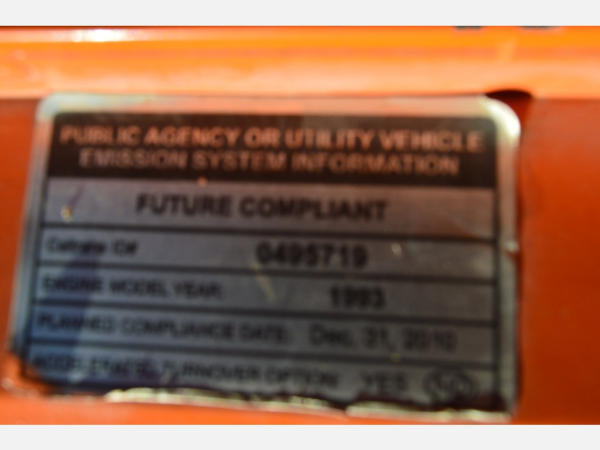 PUBLIC AGENCY OR UTILITY VEHICLE
EMISSION SYSTEM INFORMATION
FUTURE COMPLIANT
Caltrans ID# 0495719
ENGINE MODEL YEAR: 1993
PLANNED COMPLIANCE DATE: Dec. 31, 2010
TURNOVER OPTION: YES NO